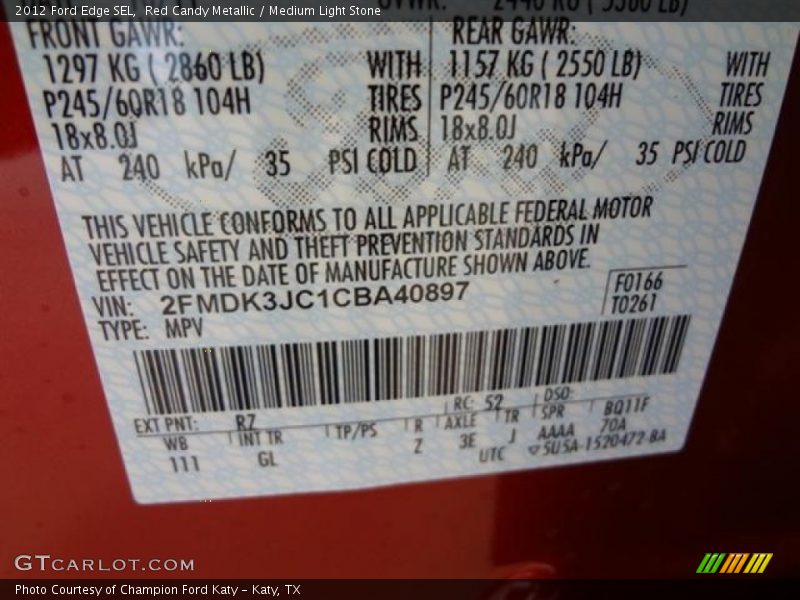 2012 Ford Edge SEL, Red Candy Metallic / Medium Light Stone
FRONT GAWR: REAR GAWR:
1297 KG ( 2860 LB) WITH 1157 KG ( 2550 LB) WITH
P245/60R18 104H TIRES P245/60R18 104H TIRES
18x8.0J RIMS 18x8.0J RIMS
AT 240 kPa/ 35 PSI COLD AT 240 kPa/ 35 PSI COLD
THIS VEHICLE CONFORMS TO ALL APPLICABLE FEDERAL MOTOR
VEHICLE SAFETY AND THEFT PREVENTION STANDARDS IN
EFFECT ON THE DATE OF MANUFACTURE SHOWN ABOVE.
VIN: 2FMDK3JC1CBA40897 F0166
TYPE: MPV T0261
EXT PNT: RZ RC: 52 DSO:
WB INT TR TP/PS R AXLE TR SPR BQ11F
111 GL 2 3E J AAAA 70A
UTC SUSA-1520472-BA
GTCARLOT.COM
Photo Courtesy of Champion Ford Katy - Katy, TX